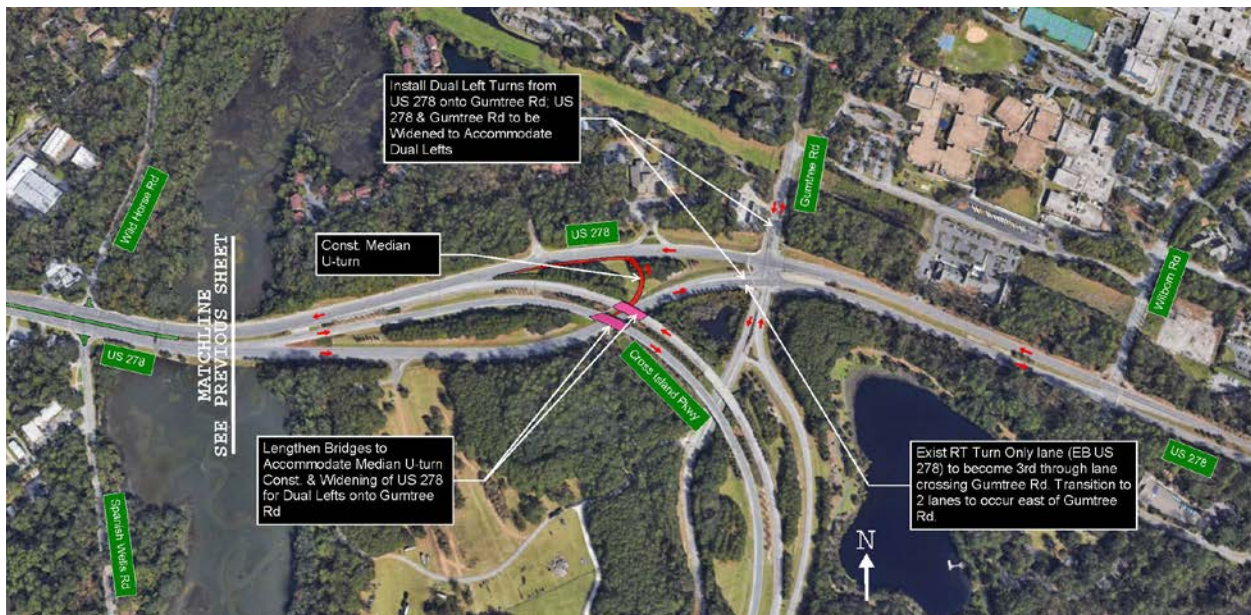 Install Dual Left Turns from
US 278 onto Gumtree Rd; US
278 & Gumtree Rd to be
Widened to Accommodate
Dual Lefts
Gumtree Rd
Wild Horse Rd
US 278
Const. Median
U-turn
Wilborn Rd
MATCHLINE
SEE PREVIOUS SHEET
US 278
Cross Island Pkwy
Lengthen Bridges to
Accommodate Median U-turn
Const. & Widening of US 278
for Dual Lefts onto Gumtree
Rd
Exist RT Turn Only lane (EB US
278) to become 3rd through lane
crossing Gumtree Rd. Transition to
2 lanes to occur east of Gumtree
Rd.
US 278
Spanish Wells Rd
N